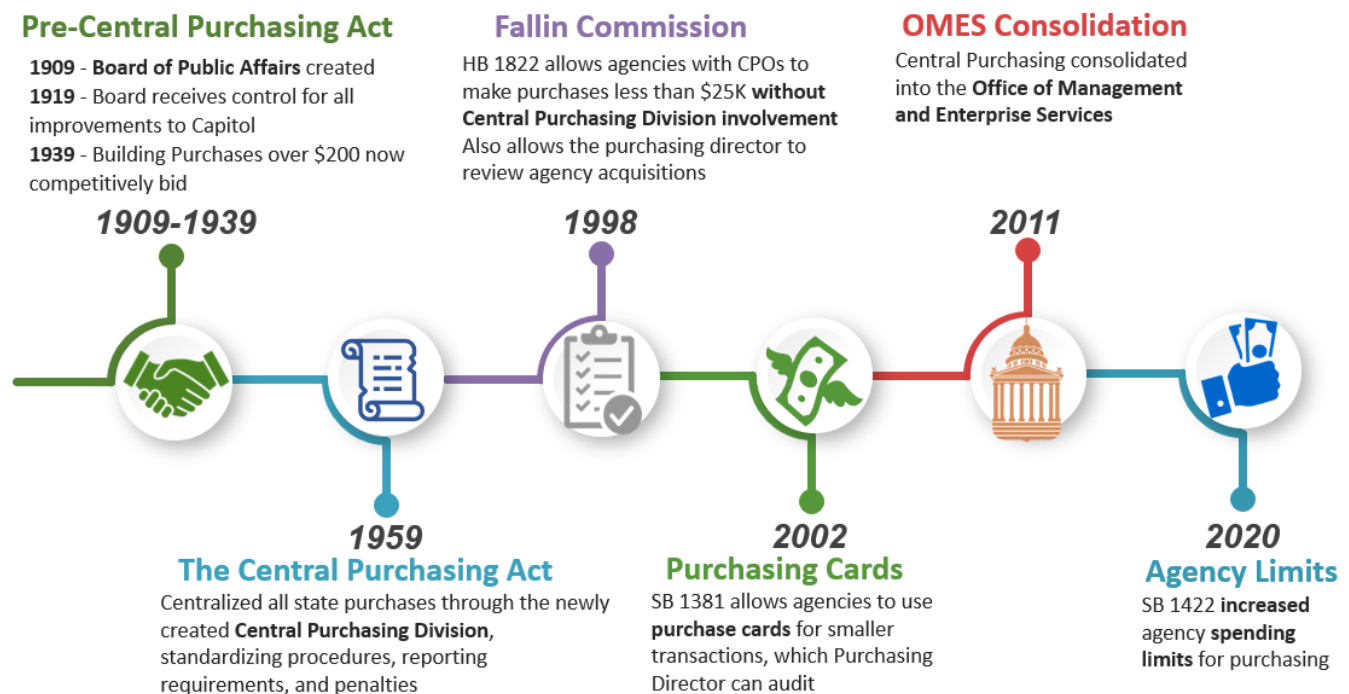 Pre-Central Purchasing Act
1909 - Board of Public Affairs created
1919 - Board receives control for all
improvements to Capitol
1939 - Building Purchases over $200 now
competitively bid
1909-1939
Fallin Commission
HB 1822 allows agencies with CPOs to
make purchases less than $25K without
Central Purchasing Division involvement
Also allows the purchasing director to
review agency acquisitions
1998
OMES Consolidation
Central Purchasing consolidated
into the Office of Management
and Enterprise Services
2011
1959
The Central Purchasing Act
Centralized all state purchases through the newly
created Central Purchasing Division,
standardizing procedures, reporting
requirements, and penalties
2002
Purchasing Cards
SB 1381 allows agencies to use
purchase cards for smaller
transactions, which Purchasing
Director can audit
2020
Agency Limits
SB 1422 increased
agency spending
limits for purchasing